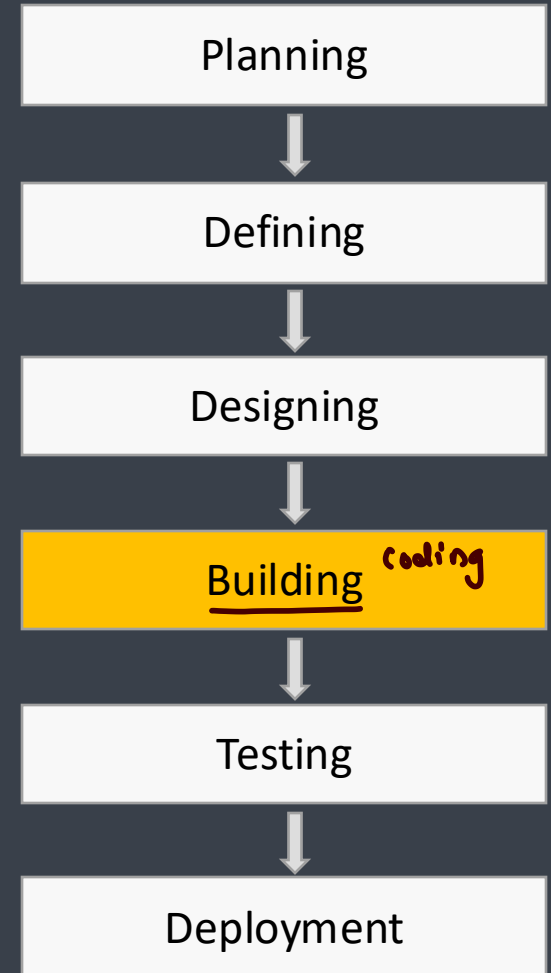 Planning
Defining
Designing
Building coding
Testing
Deployment